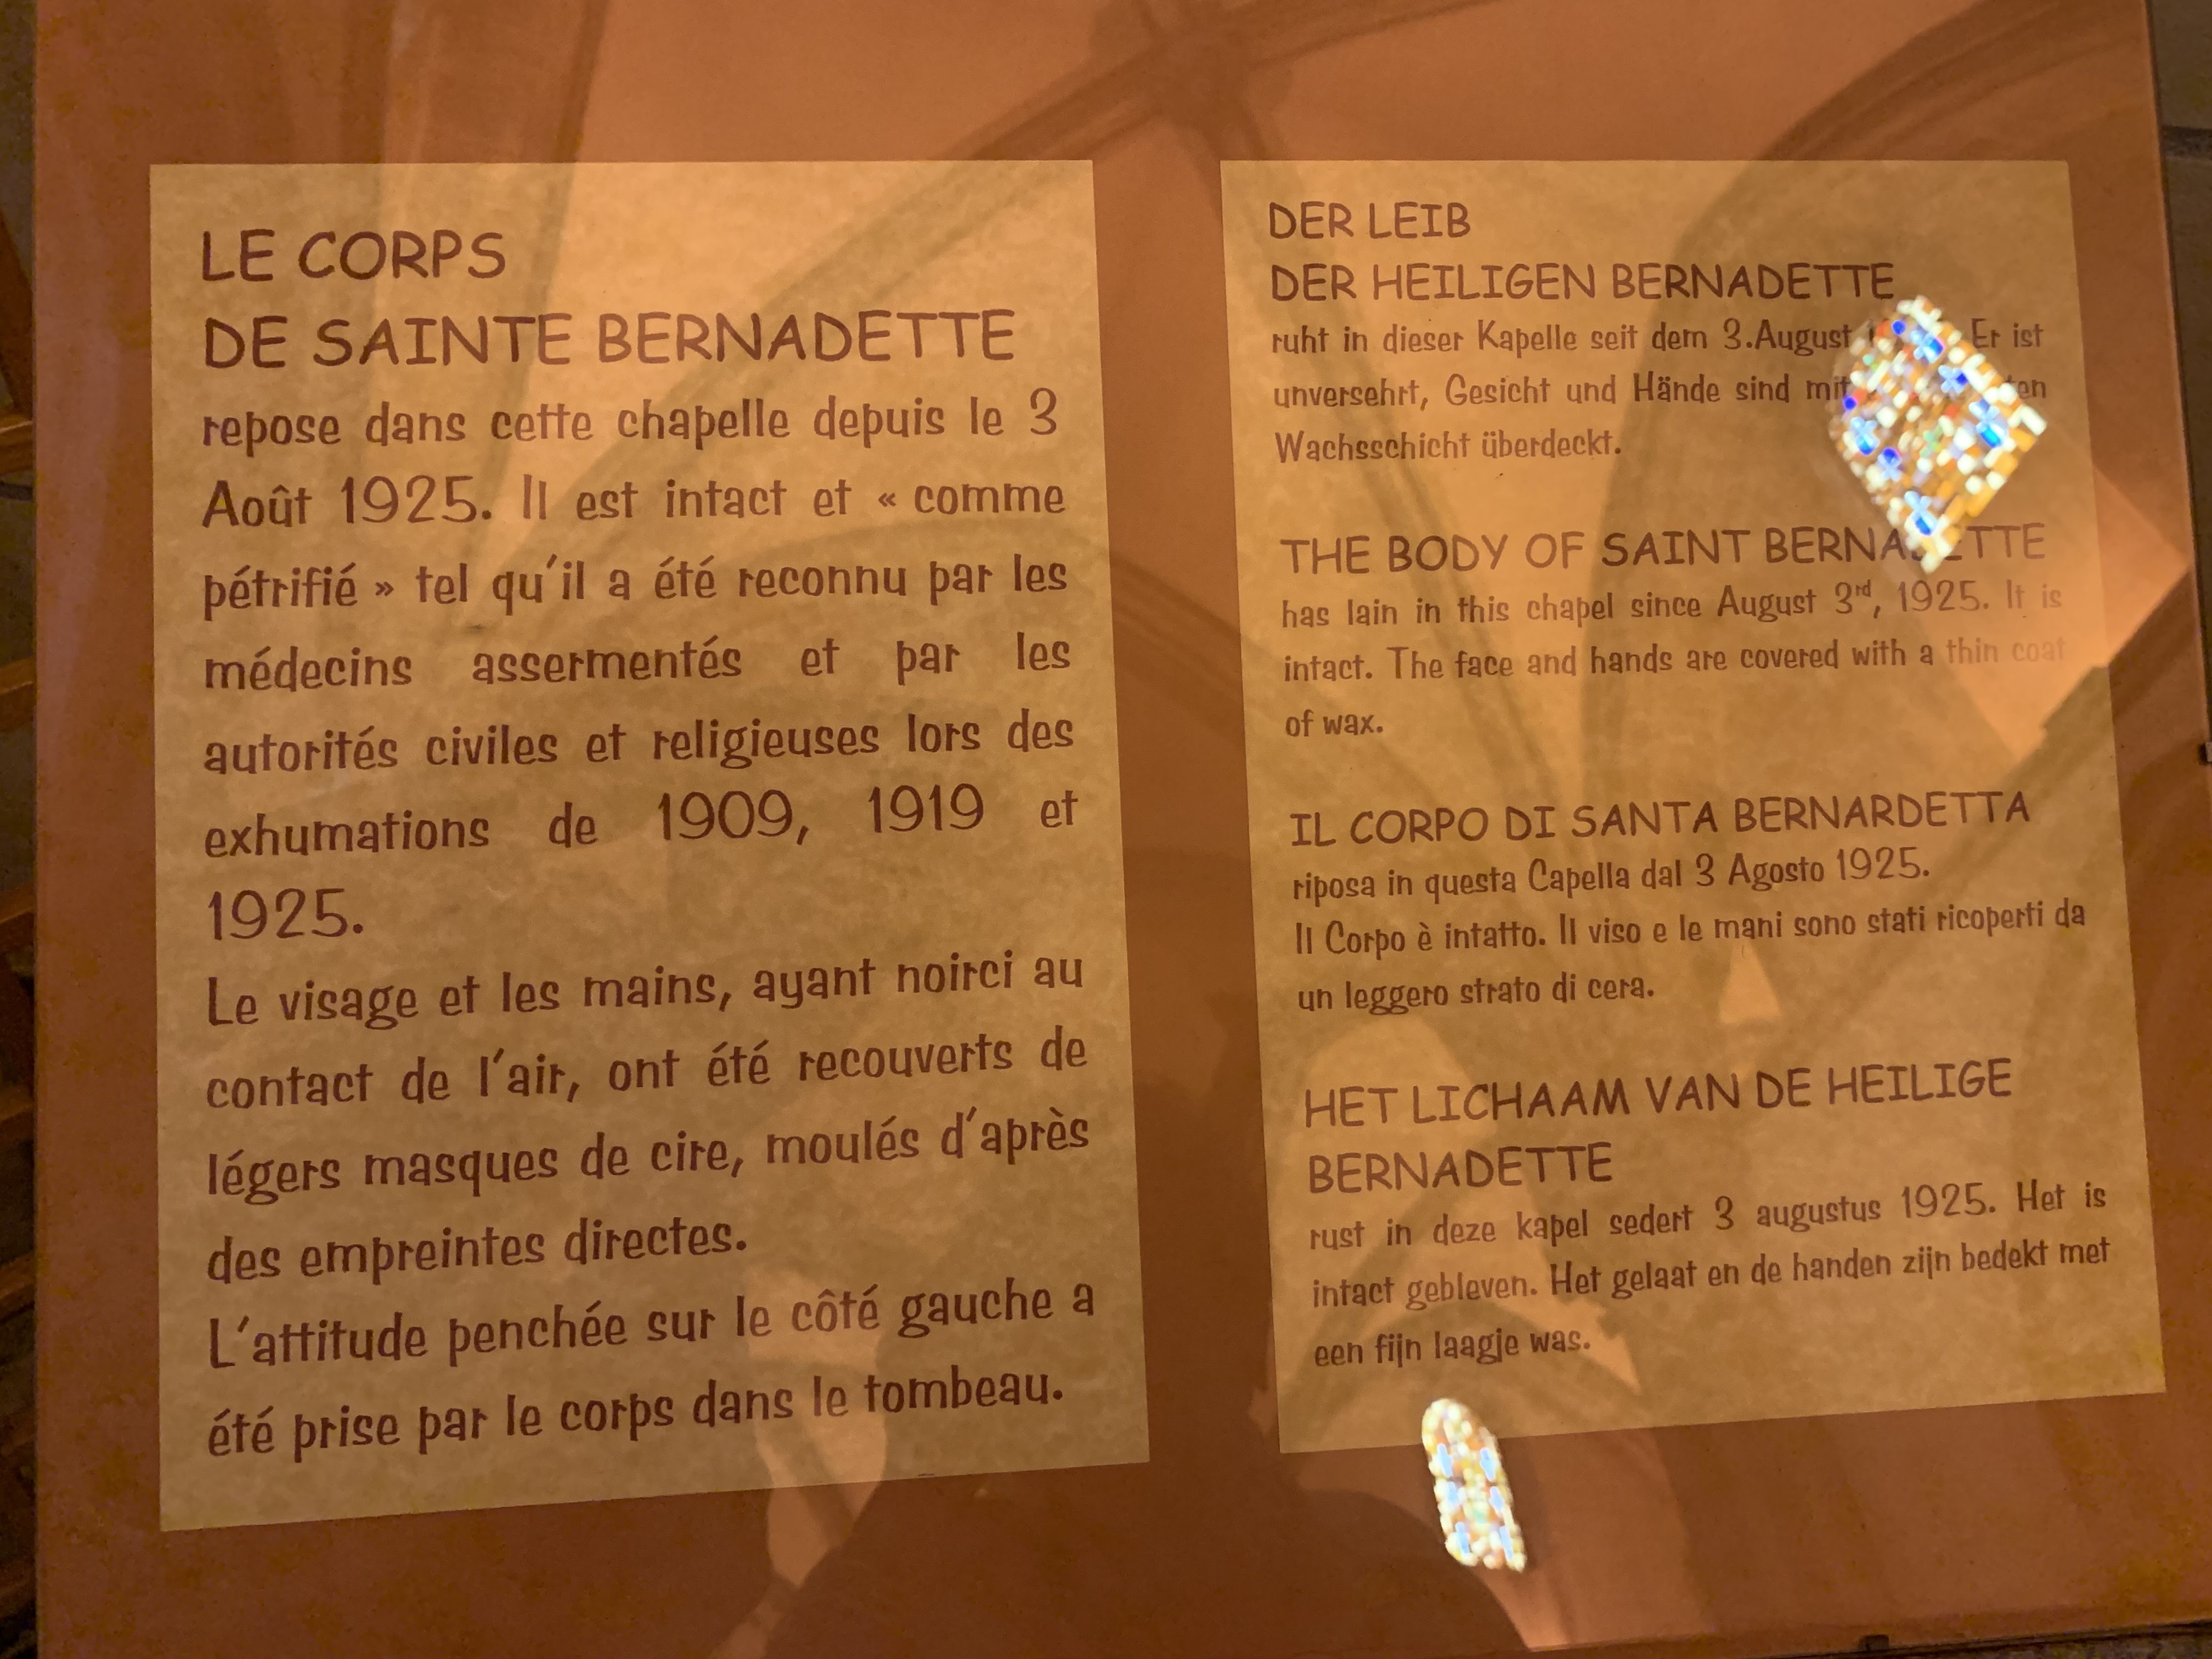 LE CORPS
DE SAINTE BERNADETTE
repose dans cette chapelle depuis le 3
Août 1925. Il est intact et « comme
pétrifié » tel qu'il a été reconnu par les
médecins assermentés et par les
autorités civiles et religieuses lors des
exhumations de 1909, 1919 et
1925.
Le visage et les mains, ayant noirci au
contact de l'air, ont été recouverts de
légers masques de cire, moulés d'après
des empreintes directes.
L'attitude penchée sur le côté gauche a
été prise par le corps dans le tombeau.
DER LEIB
DER HEILIGEN BERNADETTE
ruht in dieser Kapelle seit dem 3.August Er ist
unversehrt, Gesicht und Hände sind mit
Wachsschicht überdeckt.
THE BODY OF SAINT BERNADETTE
has lain in this chapel since August 3rd, 1925. It is
intact. The face and hands are covered with a thin coat
of wax.
IL CORPO DI SANTA BERNARDETTA
riposa in questa Capella dal 3 Agosto 1925.
Il Corpo è intatto. Il viso e le mani sono stati ricoperti da
un leggero strato di cera.
HET LICHAAM VAN DE HEILIGE
BERNADETTE
rust in deze kapel sedert 3 augustus 1925. Het is
intact gebleven. Het gelaat en de handen zijn bedekt met
een fijn laagje was.